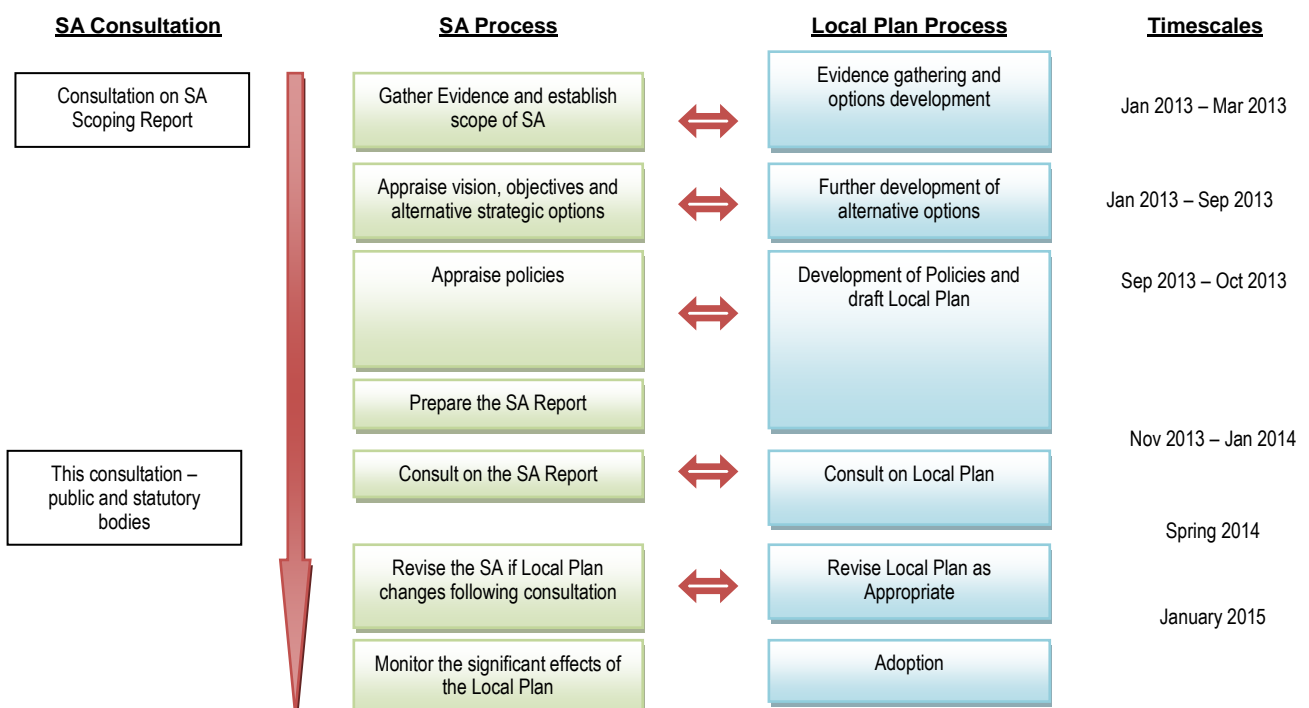 SA Consultation
SA Process
Local Plan Process
Timescales
Consultation on SA
Scoping Report
Gather Evidence and establish
scope of SA
Evidence gathering and
options development
Jan 2013 – Mar 2013
Appraise vision, objectives and
alternative strategic options
Further development of
alternative options
Jan 2013 – Sep 2013
Appraise policies
Development of Policies and
draft Local Plan
Sep 2013 – Oct 2013
Prepare the SA Report
Nov 2013 – Jan 2014
This consultation –
public and statutory
bodies
Consult on the SA Report
Consult on Local Plan
Spring 2014
Revise the SA if Local Plan
changes following consultation
Revise Local Plan as
Appropriate
January 2015
Monitor the significant effects of
the Local Plan
Adoption